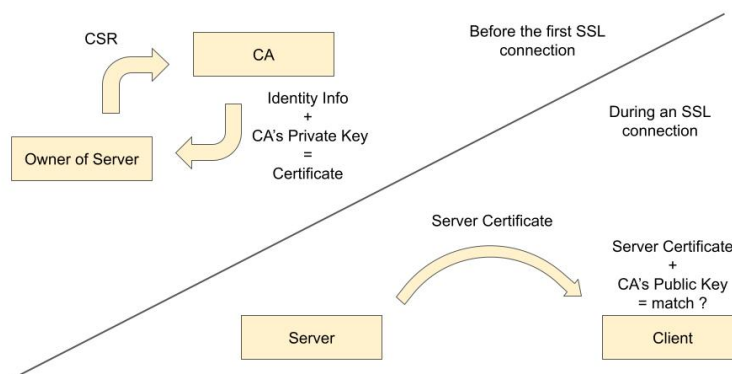 CSR
CA
Identity Info
+
CA's Private Key
=
Certificate
Owner of Server
Before the first SSL
connection
During an SSL
connection
Server Certificate
Server Certificate
+
CA's Public Key
= match ?
Server
Client